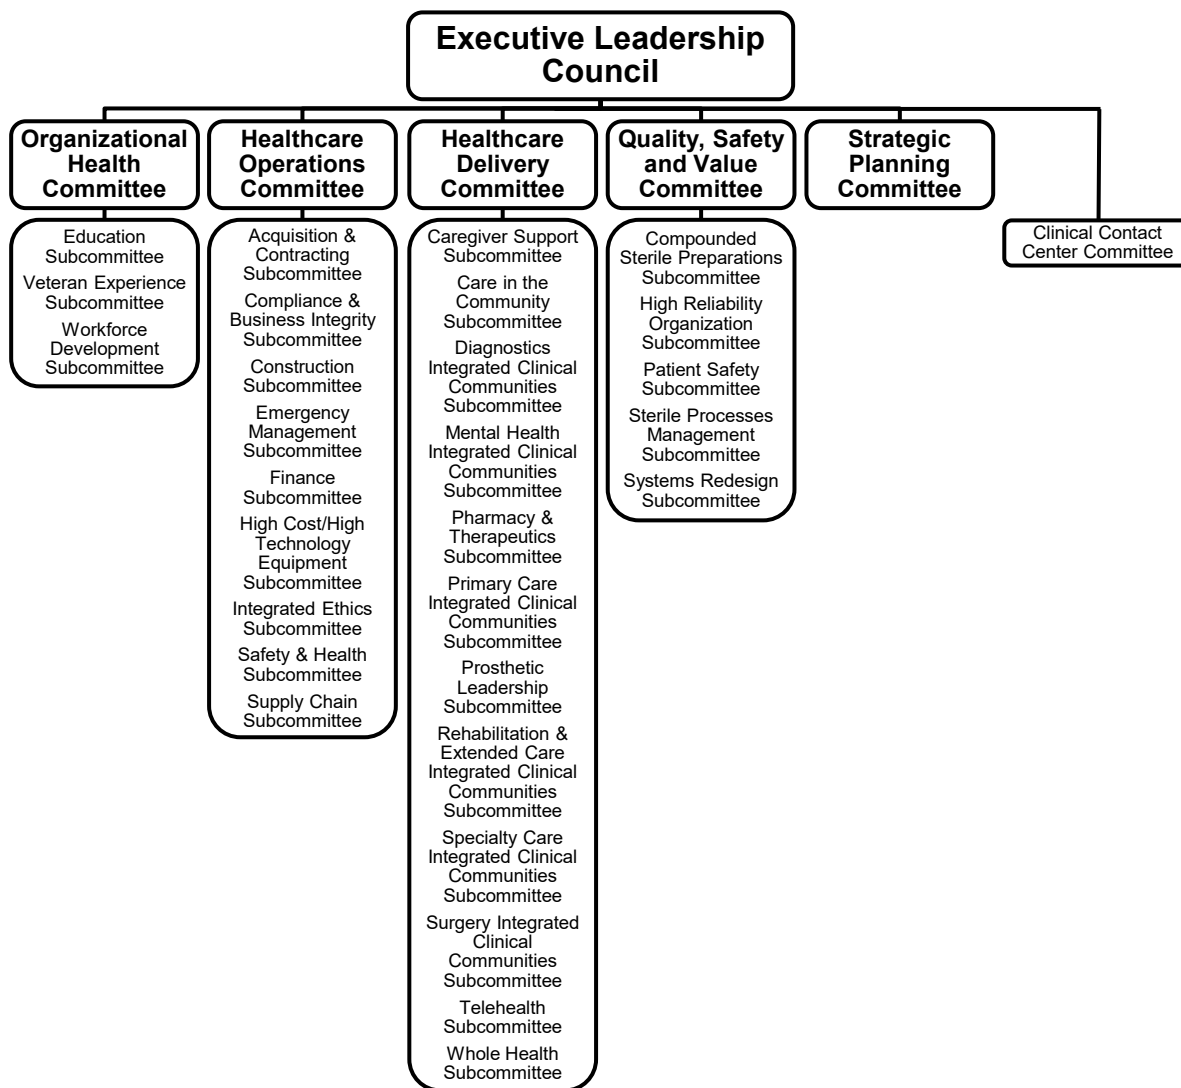 Executive Leadership
Council
Organizational
Health
Committee
Healthcare
Operations
Committee
Healthcare
Delivery
Committee
Quality, Safety
and Value
Committee
Strategic
Planning
Committee
Education
Subcommittee
Veteran Experience
Subcommittee
Workforce
Development
Subcommittee
Acquisition &
Contracting
Subcommittee
Compliance &
Business Integrity
Subcommittee
Construction
Subcommittee
Emergency
Management
Subcommittee
Finance
Subcommittee
High Cost/High
Technology
Equipment
Subcommittee
Integrated Ethics
Subcommittee
Safety & Health
Subcommittee
Supply Chain
Subcommittee
Caregiver Support
Subcommittee
Care in the
Community
Subcommittee
Diagnostics
Integrated Clinical
Communities
Subcommittee
Mental Health
Integrated Clinical
Communities
Subcommittee
Pharmacy &
Therapeutics
Subcommittee
Primary Care
Integrated Clinical
Communities
Subcommittee
Prosthetic
Leadership
Subcommittee
Rehabilitation &
Extended Care
Integrated Clinical
Communities
Subcommittee
Specialty Care
Integrated Clinical
Communities
Subcommittee
Surgery Integrated
Clinical
Communities
Subcommittee
Telehealth
Subcommittee
Whole Health
Subcommittee
Compounded
Sterile Preparations
Subcommittee
High Reliability
Organization
Subcommittee
Patient Safety
Subcommittee
Sterile Processes
Management
Subcommittee
Systems Redesign
Subcommittee
Clinical Contact
Center Committee